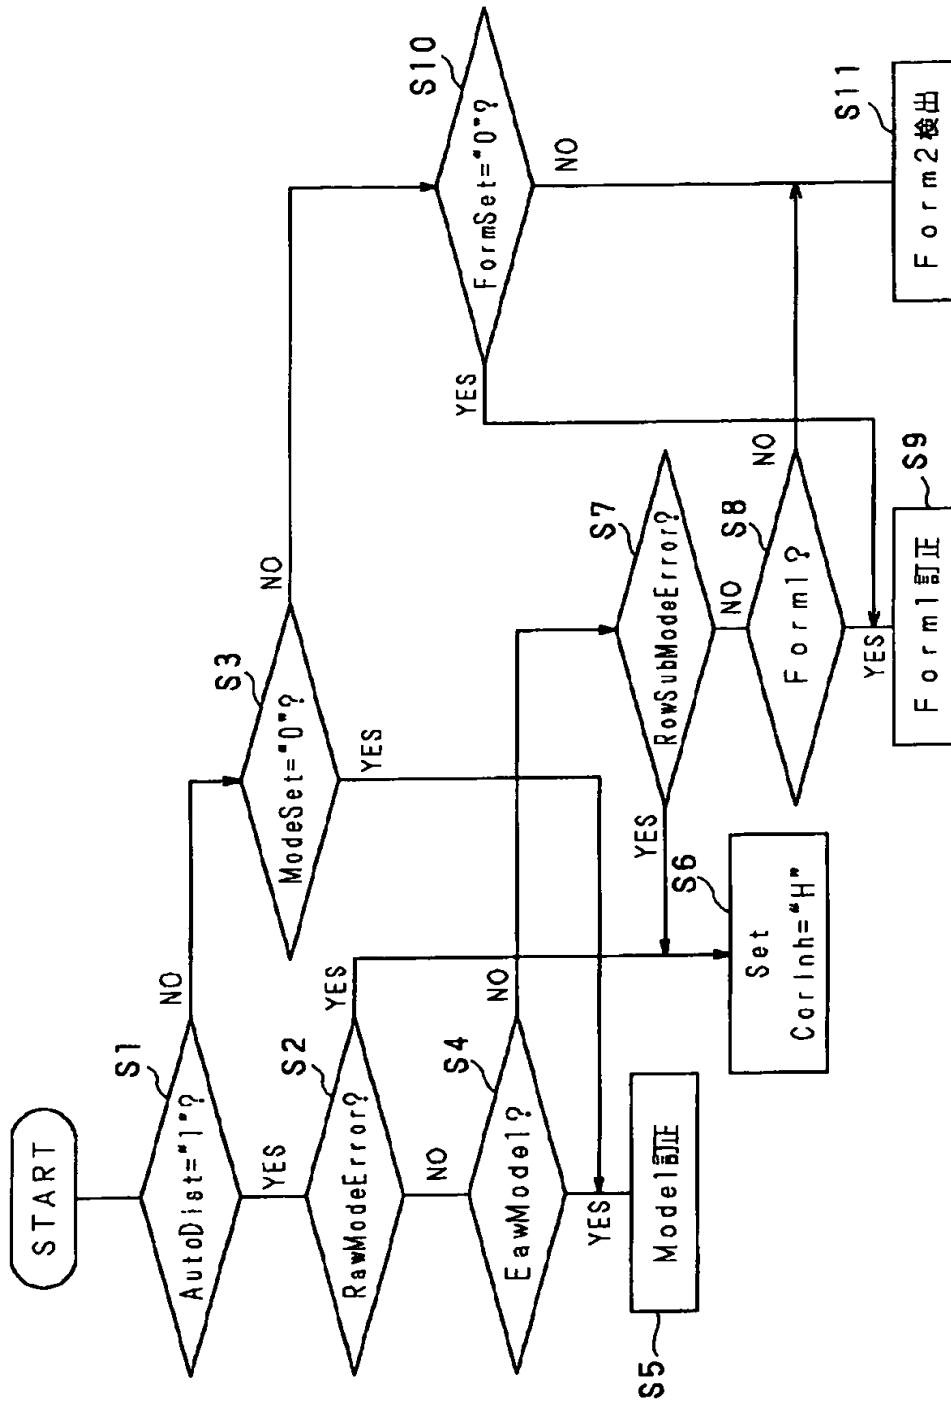 START
S1
AutoDist="1"?
NO
YES
S2
RawModeError?
YES
NO
S3
ModeSet="0"?
NO
YES
S4
EawMode1?
NO
YES
S5
Mode1訂正
S6
Set
CorInh="H"
S7
RowSubModeError?
YES
NO
S8
Form1?
NO
YES
S9
Form1訂正
S10
FormSet="0"?
YES
NO
S11
Form2検出